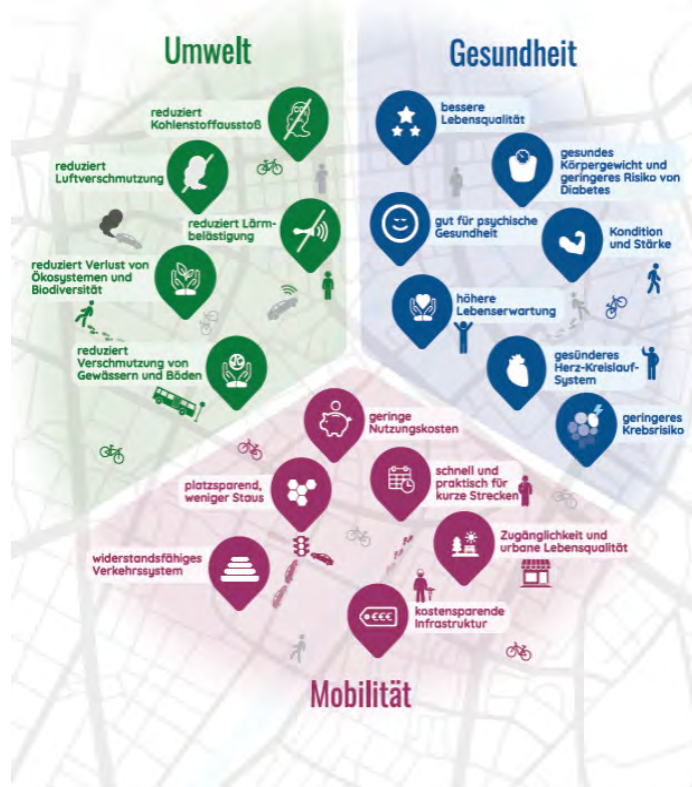 Umwelt
reduziert
Kohlenstoffausstoß
reduziert
Luftverschmutzung
reduziert Lärm-
belästigung
reduziert Verlust von
Ökosystemen und
Biodiversität
reduziert
Verschmutzung von
Gewässern und Böden
Gesundheit
bessere
Lebensqualität
gesundes
Körpergewicht und
geringeres Risiko von
Diabetes
gut für psychische
Gesundheit
Kondition
und Stärke
höhere
Lebenserwartung
gesünderes
Herz-Kreislauf-
System
geringeres
Krebsrisiko
geringe
Nutzungskosten
platzsparend,
weniger Staus
schnell und
praktisch für
kurze Strecken
Zugänglichkeit und
urbane Lebensqualität
widerstandsfähiges
Verkehrssystem
€€€
kostensparende
Infrastruktur
Mobilität